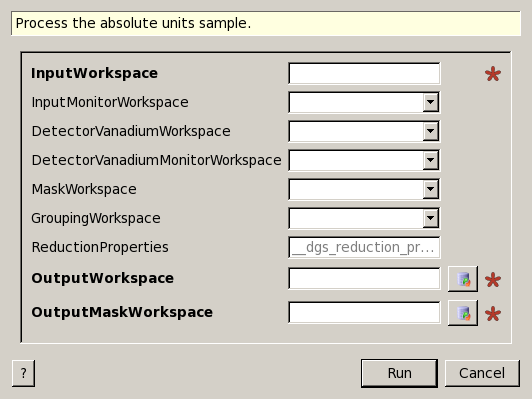 Process the absolute units sample.
InputWorkspace
InputMonitorWorkspace
DetectorVanadiumWorkspace
DetectorVanadiumMonitorWorkspace
MaskWorkspace
GroupingWorkspace
ReductionProperties __dgs_reduction_pr...
OutputWorkspace
OutputMaskWorkspace
? Run Cancel